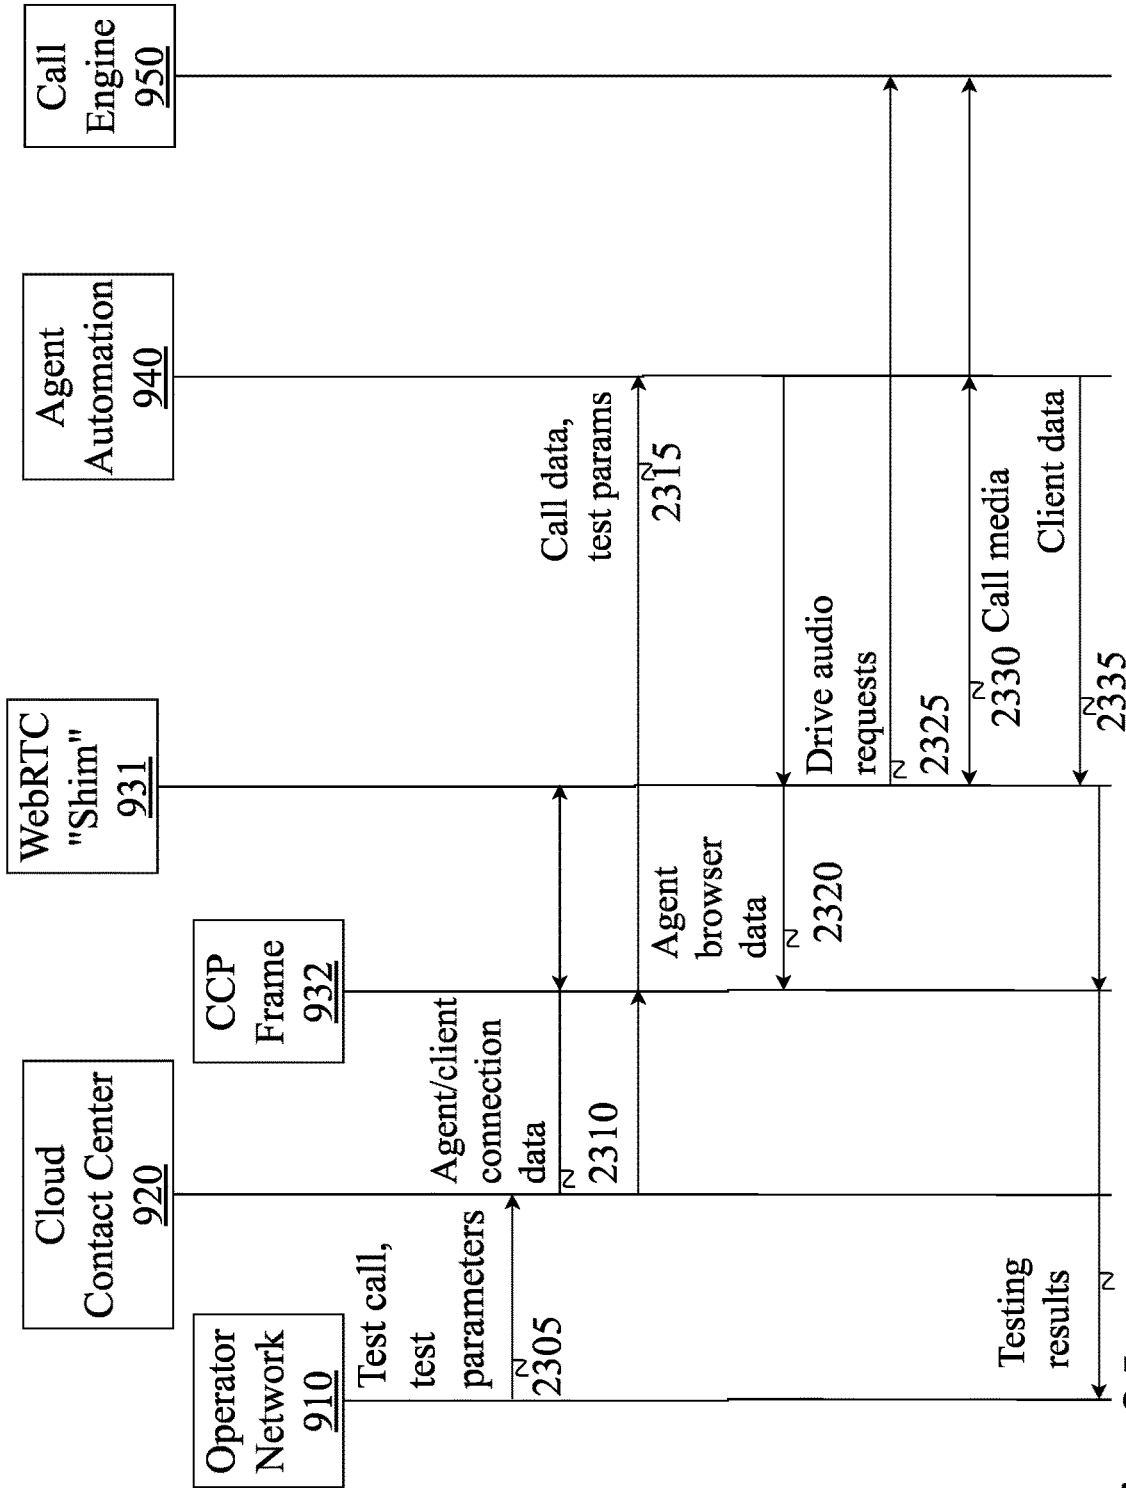 Operator
Network
910
Cloud
Contact Center
920
CCP
Frame
932
WebRTC
"Shim"
931
Agent
Automation
940
Call
Engine
950
Test call,
test
parameters
2305
Agent/client
connection
data
2310
Call data,
test params
2315
Agent
browser
data
2320
Drive audio
requests
2325
Call media
2330
Client data
2335
Testing
results